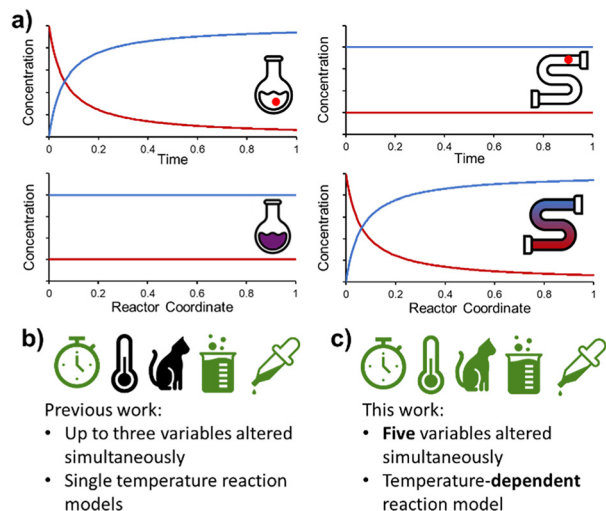 a)
Concentration
0 0.2 0.4 0.6 0.8 1
Time
Concentration
0 0.2 0.4 0.6 0.8 1
Time
Concentration
0 0.2 0.4 0.6 0.8 1
Reactor Coordinate
Concentration
0 0.2 0.4 0.6 0.8 1
Reactor Coordinate
b)
Previous work:
• Up to three variables altered
simultaneously
• Single temperature reaction
models
c)
This work:
• Five variables altered
simultaneously
• Temperature-dependent
reaction model